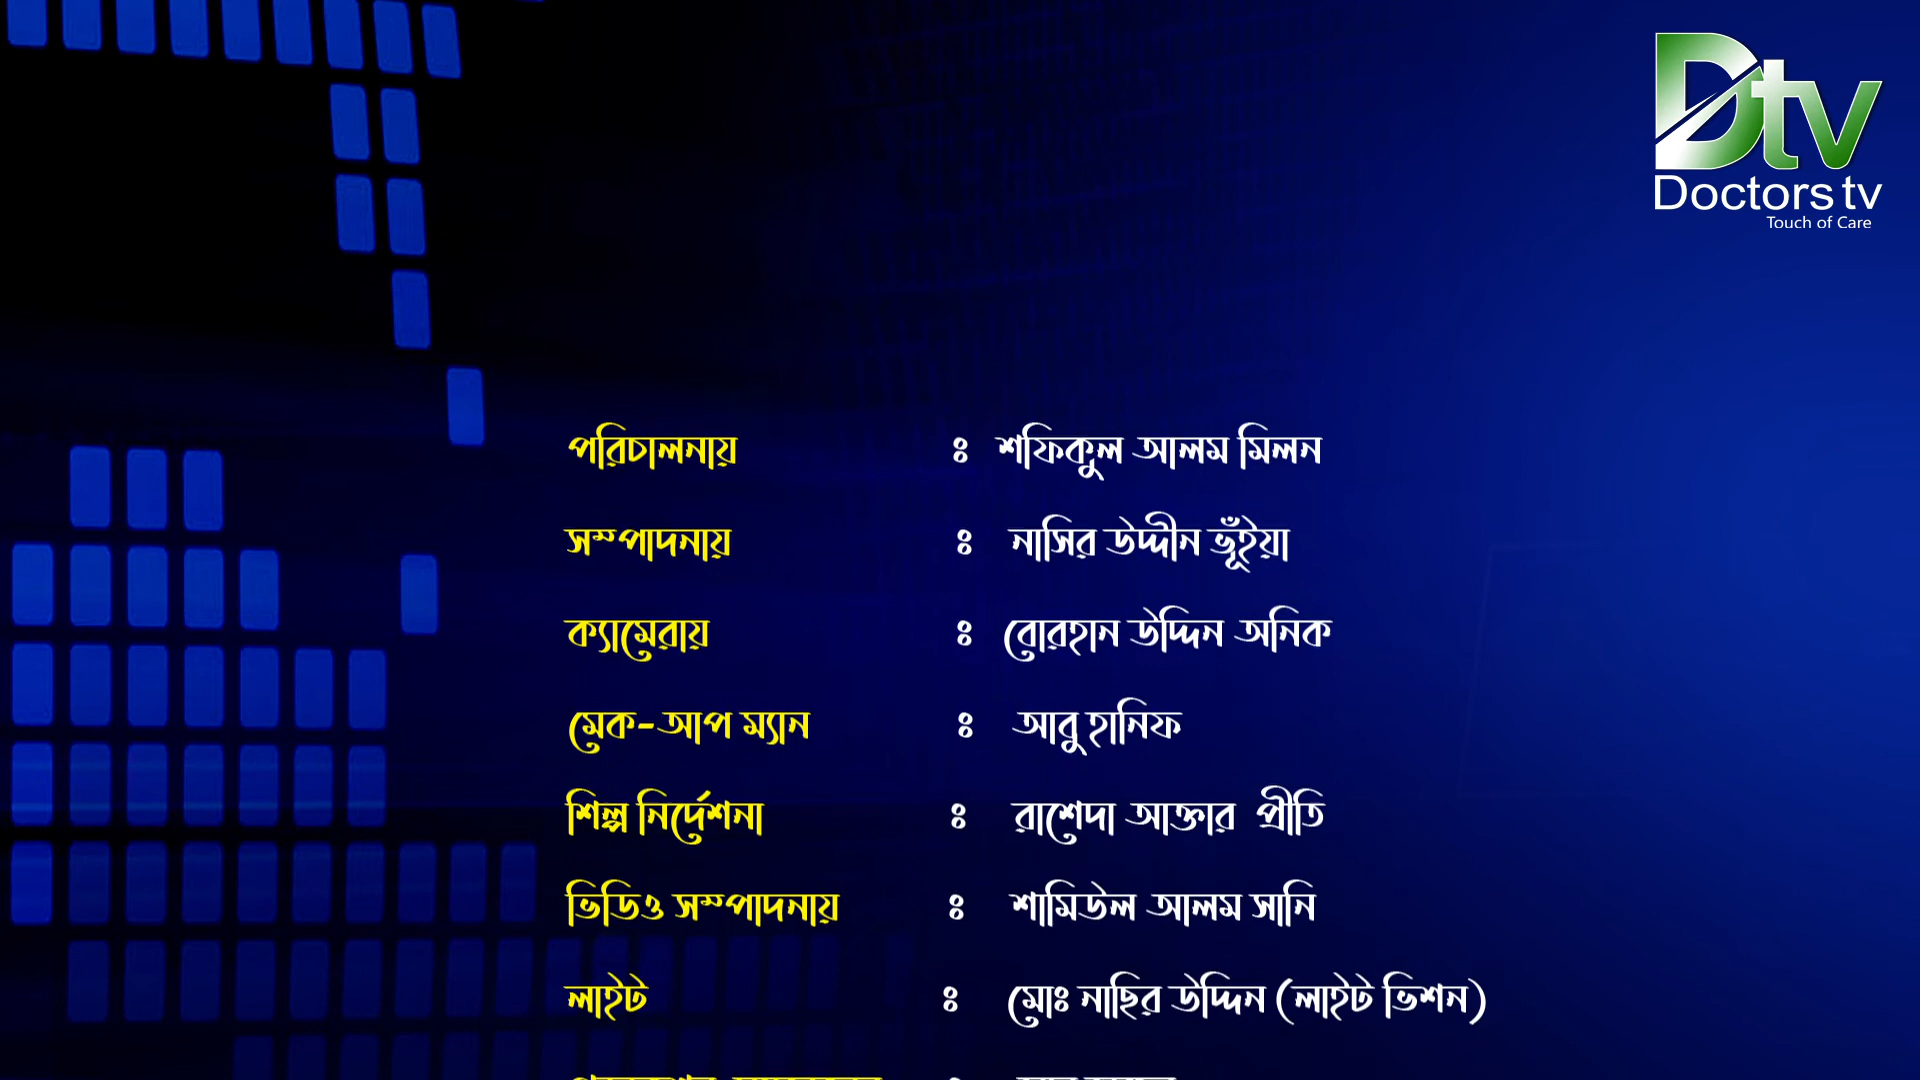 Dtv
Doctors tv
Touch of Care
পরিচালনায় ঃ শফিকুল আলম মিলন
সম্পাদনায় ঃ নাসির উদ্দীন ভূঁইয়া
ক্যামেরায় ঃ বোরহান উদ্দিন অনিক
মেক-আপ ম্যান ঃ আবু হানিফ
শিল্প নির্দেশনা ঃ রাশেদা আক্তার প্রীতি
ভিডিও সম্পাদনায় ঃ শামিউল আলম সানি
লাইট ঃ মোঃ নাছির উদ্দিন (লাইট ভিশন)